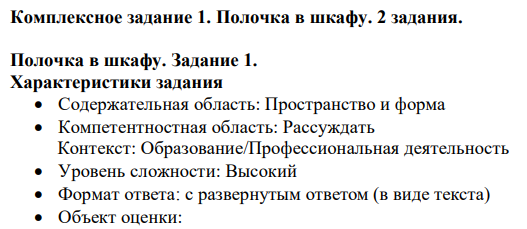 Комплексное задание 1. Полочка в шкафу. 2 задания.
Полочка в шкафу. Задание 1.
Характеристики задания
• Содержательная область: Пространство и форма
• Компетентностная область: Рассуждать
Контекст: Образование/Профессиональная деятельность
• Уровень сложности: Высокий
• Формат ответа: с развернутым ответом (в виде текста)
• Объект оценки: